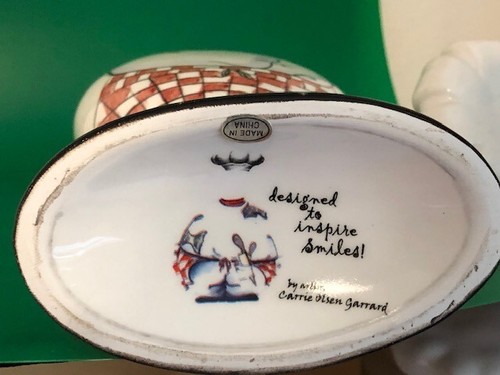 MADE IN
CHINA
designed
to
inspire
smiles!
by artist,
Carrie Olsen Garrard